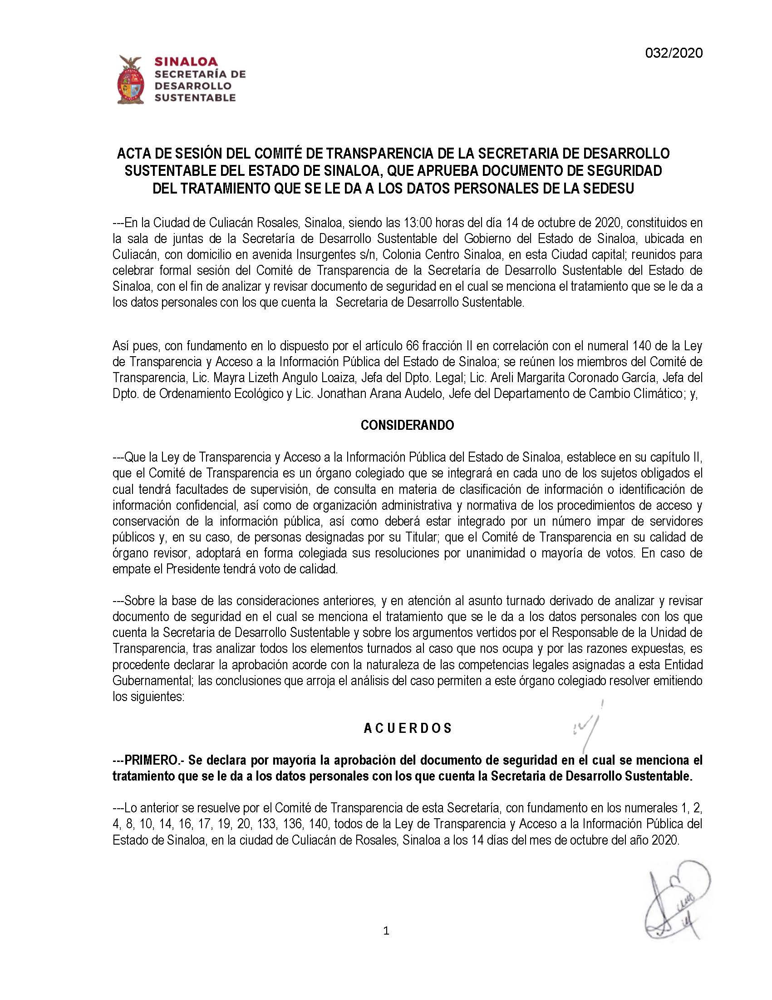 032/2020
SINALOA
SECRETARÍA DE
DESARROLLO
SUSTENTABLE
ACTA DE SESIÓN DEL COMITÉ DE TRANSPARENCIA DE LA SECRETARIA DE DESARROLLO
SUSTENTABLE DEL ESTADO DE SINALOA, QUE APRUEBA DOCUMENTO DE SEGURIDAD
DEL TRATAMIENTO QUE SE LE DA A LOS DATOS PERSONALES DE LA SEDESU
---En la Ciudad de Culiacán Rosales, Sinaloa, siendo las 13:00 horas del día 14 de octubre de 2020, constituidos en
la sala de juntas de la Secretaría de Desarrollo Sustentable del Gobierno del Estado de Sinaloa, ubicada en
Culiacán, con domicilio en avenida Insurgentes s/n, Colonia Centro Sinaloa, en esta Ciudad capital; reunidos para
celebrar formal sesión del Comité de Transparencia de la Secretaría de Desarrollo Sustentable del Estado de
Sinaloa, con el fin de analizar y revisar documento de seguridad en el cual se menciona el tratamiento que se le da a
los datos personales con los que cuenta la Secretaria de Desarrollo Sustentable.
Así pues, con fundamento en lo dispuesto por el artículo 66 fracción II en correlación con el numeral 140 de la Ley
de Transparencia y Acceso a la Información Pública del Estado de Sinaloa; se reúnen los miembros del Comité de
Transparencia, Lic. Mayra Lizeth Angulo Loaiza, Jefa del Dpto. Legal; Lic. Areli Margarita Coronado García, Jefa del
Dpto. de Ordenamiento Ecológico y Lic. Jonathan Arana Audelo, Jefe del Departamento de Cambio Climático; y,
CONSIDERANDO
---Que la Ley de Transparencia y Acceso a la Información Pública del Estado de Sinaloa, establece en su capítulo II,
que el Comité de Transparencia es un órgano colegiado que se integrará en cada uno de los sujetos obligados el
cual tendrá facultades de supervisión, de consulta en materia de clasificación de información o identificación de
información confidencial, así como de organización administrativa y normativa de los procedimientos de acceso y
conservación de la información pública, así como deberá estar integrado por un número impar de servidores
públicos y, en su caso, de personas designadas por su Titular; que el Comité de Transparencia en su calidad de
órgano revisor, adoptará en forma colegiada sus resoluciones por unanimidad o mayoría de votos. En caso de
empate el Presidente tendrá voto de calidad.
---Sobre la base de las consideraciones anteriores, y en atención al asunto turnado derivado de analizar y revisar
documento de seguridad en el cual se menciona el tratamiento que se le da a los datos personales con los que
cuenta la Secretaria de Desarrollo Sustentable y sobre los argumentos vertidos por el Responsable de la Unidad de
Transparencia, tras analizar todos los elementos turnados al caso que nos ocupa y por las razones expuestas, es
procedente declarar la aprobación acorde con la naturaleza de las competencias legales asignadas a esta Entidad
Gubernamental; las conclusiones que arroja el análisis del caso permiten a este órgano colegiado resolver emitiendo
los siguientes:
A C U E R D O S
---PRIMERO.- Se declara por mayoría la aprobación del documento de seguridad en el cual se menciona el
tratamiento que se le da a los datos personales con los que cuenta la Secretaria de Desarrollo Sustentable.
---Lo anterior se resuelve por el Comité de Transparencia de esta Secretaría, con fundamento en los numerales 1, 2,
4, 8, 10, 14, 16, 17, 19, 20, 133, 136, 140, todos de la Ley de Transparencia y Acceso a la Información Pública del
Estado de Sinaloa, en la ciudad de Culiacán de Rosales, Sinaloa a los 14 días del mes de octubre del año 2020.
1